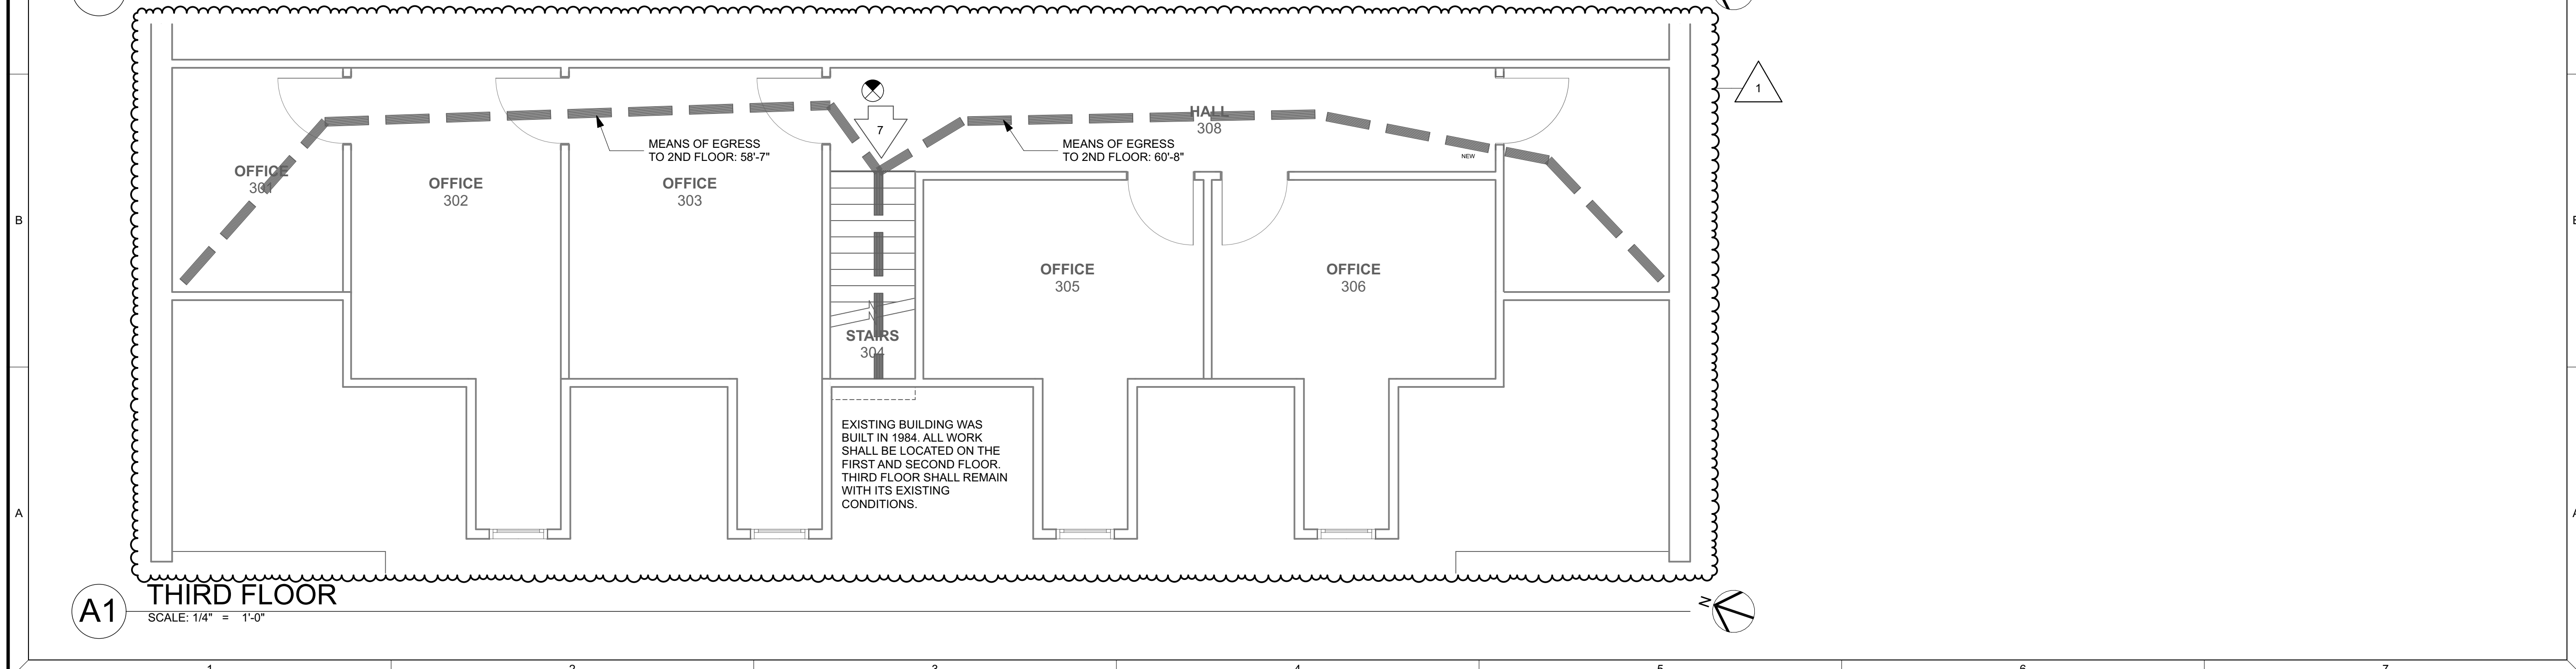 1
7
HALL
308
MEANS OF EGRESS
TO 2ND FLOOR: 58'-7"
MEANS OF EGRESS
TO 2ND FLOOR: 60'-8"
NEW
OFFICE
301
OFFICE
302
OFFICE
303
B
OFFICE
305
OFFICE
306
STAIRS
304
EXISTING BUILDING WAS
BUILT IN 1984. ALL WORK
SHALL BE LOCATED ON THE
FIRST AND SECOND FLOOR.
THIRD FLOOR SHALL REMAIN
WITH ITS EXISTING
CONDITIONS.
A
A1
THIRD FLOOR
SCALE: 1/4" = 1'-0"
N
1 2 3 4 5 6 7